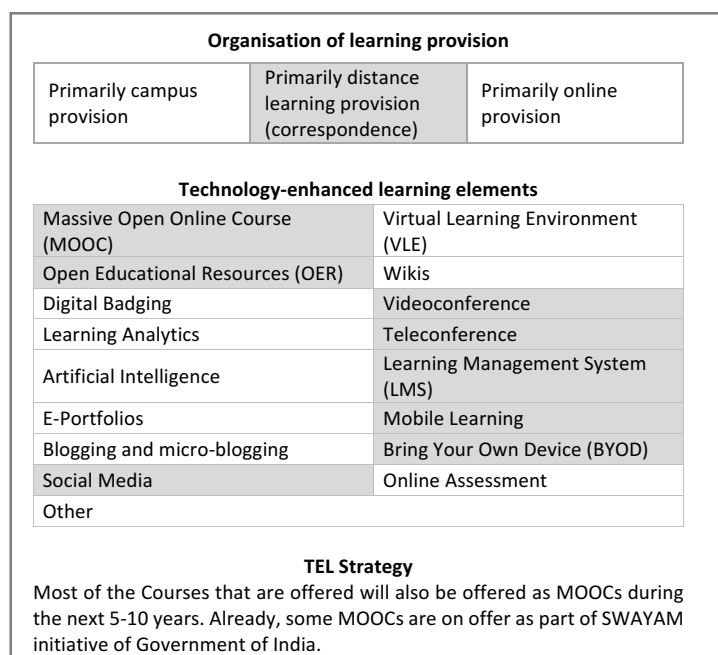 Organisation of learning provision
Primarily campus
provision
Primarily distance
learning provision
(correspondence)
Primarily online
provision
Technology-enhanced learning elements
Massive Open Online Course
(MOOC)
Virtual Learning Environment
(VLE)
Open Educational Resources (OER)
Wikis
Digital Badging
Videoconference
Learning Analytics
Teleconference
Artificial Intelligence
Learning Management System
(LMS)
E-Portfolios
Mobile Learning
Blogging and micro-blogging
Bring Your Own Device (BYOD)
Social Media
Online Assessment
Other
TEL Strategy
Most of the Courses that are offered will also be offered as MOOCs during
the next 5-10 years. Already, some MOOCs are on offer as part of SWAYAM
initiative of Government of India.